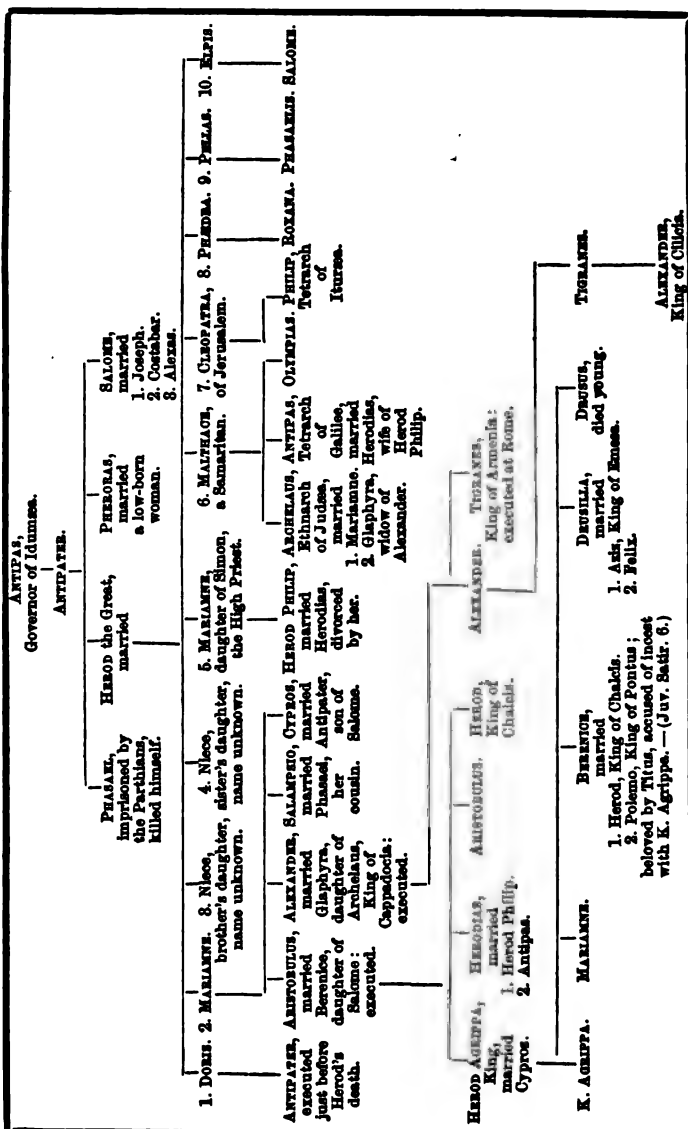 ANTIPAS,
Governor of Idumæa.
ANTIPATER.
PHASAEL,
imprisoned by
the Parthians,
killed himself.
HEROD the Great,
married
PHERORAS,
married
a low-born
woman.
SALOME,
married
1. Joseph.
2. Costabar.
3. Alexas.
1. DORIS.
2. MARIAMNE.
3. Niece,
brother's daughter,
name unknown.
4. Niece,
sister's daughter,
name unknown.
5. MARIAMNE,
daughter of Simon,
the High Priest.
6. MALTHACE,
a Samaritan.
7. CLEOPATRA,
of Jerusalem.
8. PHÆDRA.
9. PELLAS.
10. ELPIS.
ANTIPATER,
executed
just before
Herod's
death.
ARISTOBULUS,
married
Berenice,
daughter of
Salome:
executed.
ALEXANDER,
married
Glaphyra,
daughter of
Archelaus,
King of
Cappadocia:
executed.
SALAMPSIO,
married
Phasael,
her
cousin.
CYPROS,
married
Antipater,
son of
Salome.
HEROD PHILIP,
married
Herodias,
divorced
by her.
ARCHELAUS,
Ethnarch
of Judæa,
married
1. Mariamne.
2. Glaphyra,
widow of
Alexander.
ANTIPAS,
Tetrarch
of
Galilee,
married
Herodias,
wife of
Herod
Philip.
OLYMPIAS.
PHILIP,
Tetrarch
of
Ituræa.
ROXANA.
PHASAELIS.
SALOME.
HEROD AGRIPPA,
King,
married
Cypros.
HERODIAS,
married
1. Herod Philip.
2. Antipas.
ARISTOBULUS.
HEROD,
King of
Chalcis.
ALEXANDER.
TIGRANES,
King of Armenia:
executed at Rome.
K. AGRIPPA.
MARIAMNE.
BERENICE,
married
1. Herod, King of Chalcis.
2. Polemo, King of Pontus;
beloved by Titus, accused of incest
with K. Agrippa.—(Juv. Satir. 6.)
DRUSILLA,
married
1. Azis, King of Emesa.
2. Felix.
DRUSUS,
died young.
TIGRANES.
ALEXANDER,
King of Cilicia.